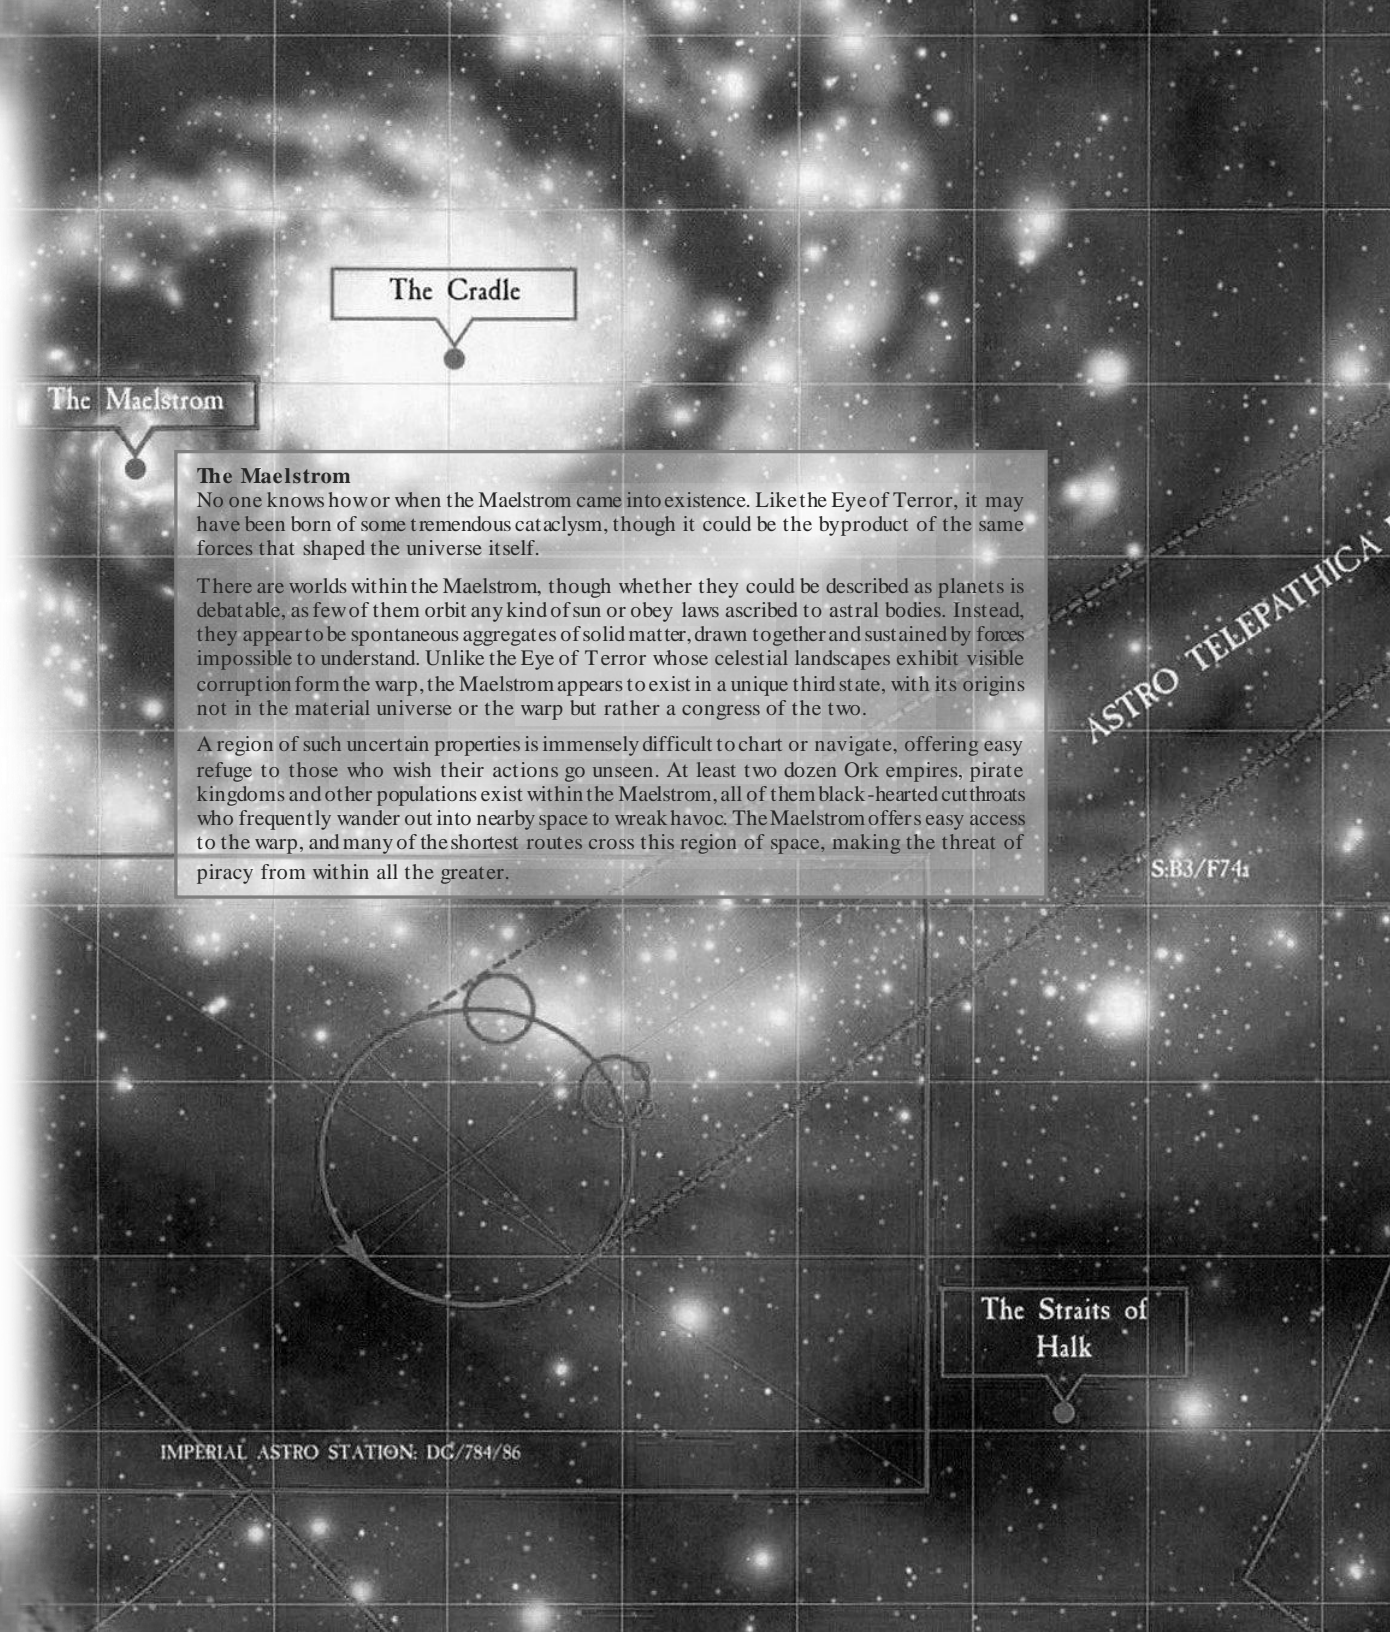 The Cradle
The Maelstrom
The Maelstrom
No one knows how or when the Maelstrom came into existence. Like the Eye of Terror, it may
have been born of some tremendous cataclysm, though it could be the byproduct of the same
forces that shaped the universe itself.
There are worlds within the Maelstrom, though whether they could be described as planets is
debatable, as few of them orbit any kind of sun or obey laws ascribed to astral bodies. Instead,
they appear to be spontaneous aggregates of solid matter, drawn together and sustained by forces
impossible to understand. Unlike the Eye of Terror whose celestial landscapes exhibit visible
corruption form the warp, the Maelstrom appears to exist in a unique third state, with its origins
not in the material universe or the warp but rather a congress of the two.
A region of such uncertain properties is immensely difficult to chart or navigate, offering easy
refuge to those who wish their actions go unseen. At least two dozen Ork empires, pirate
kingdoms and other populations exist within the Maelstrom, all of them black-hearted cutthroats
who frequently wander out into nearby space to wreak havoc. The Maelstrom offers easy access
to the warp, and many of the shortest routes cross this region of space, making the threat of
piracy from within all the greater.
ASTRO TELEPATHICA
S:B3/F74a
The Straits of
Halk
IMPERIAL ASTRO STATION: DG/784/86